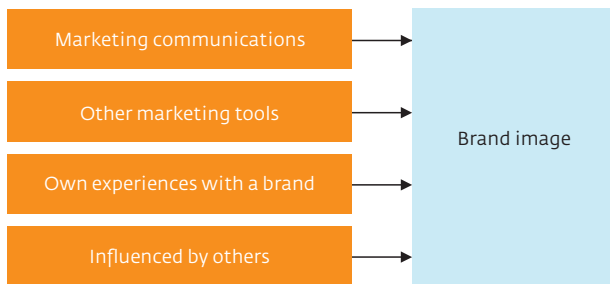 Marketing communications
Other marketing tools
Own experiences with a brand
Influenced by others
Brand image